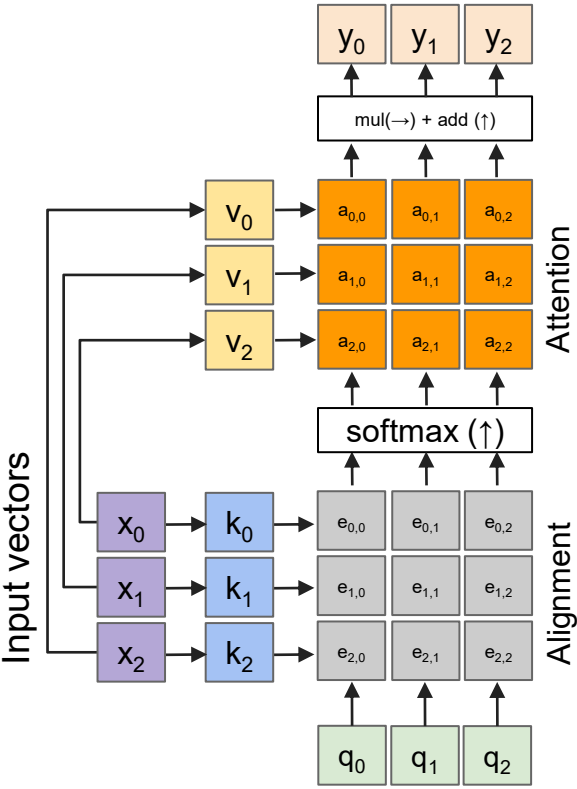 y0 y1 y2
mul(→) + add (↑)
v0 a0,0 a0,1 a0,2
v1 a1,0 a1,1 a1,2
v2 a2,0 a2,1 a2,2
Attention
softmax (↑)
Input vectors
x0 k0 e0,0 e0,1 e0,2
x1 k1 e1,0 e1,1 e1,2
x2 k2 e2,0 e2,1 e2,2
Alignment
q0 q1 q2